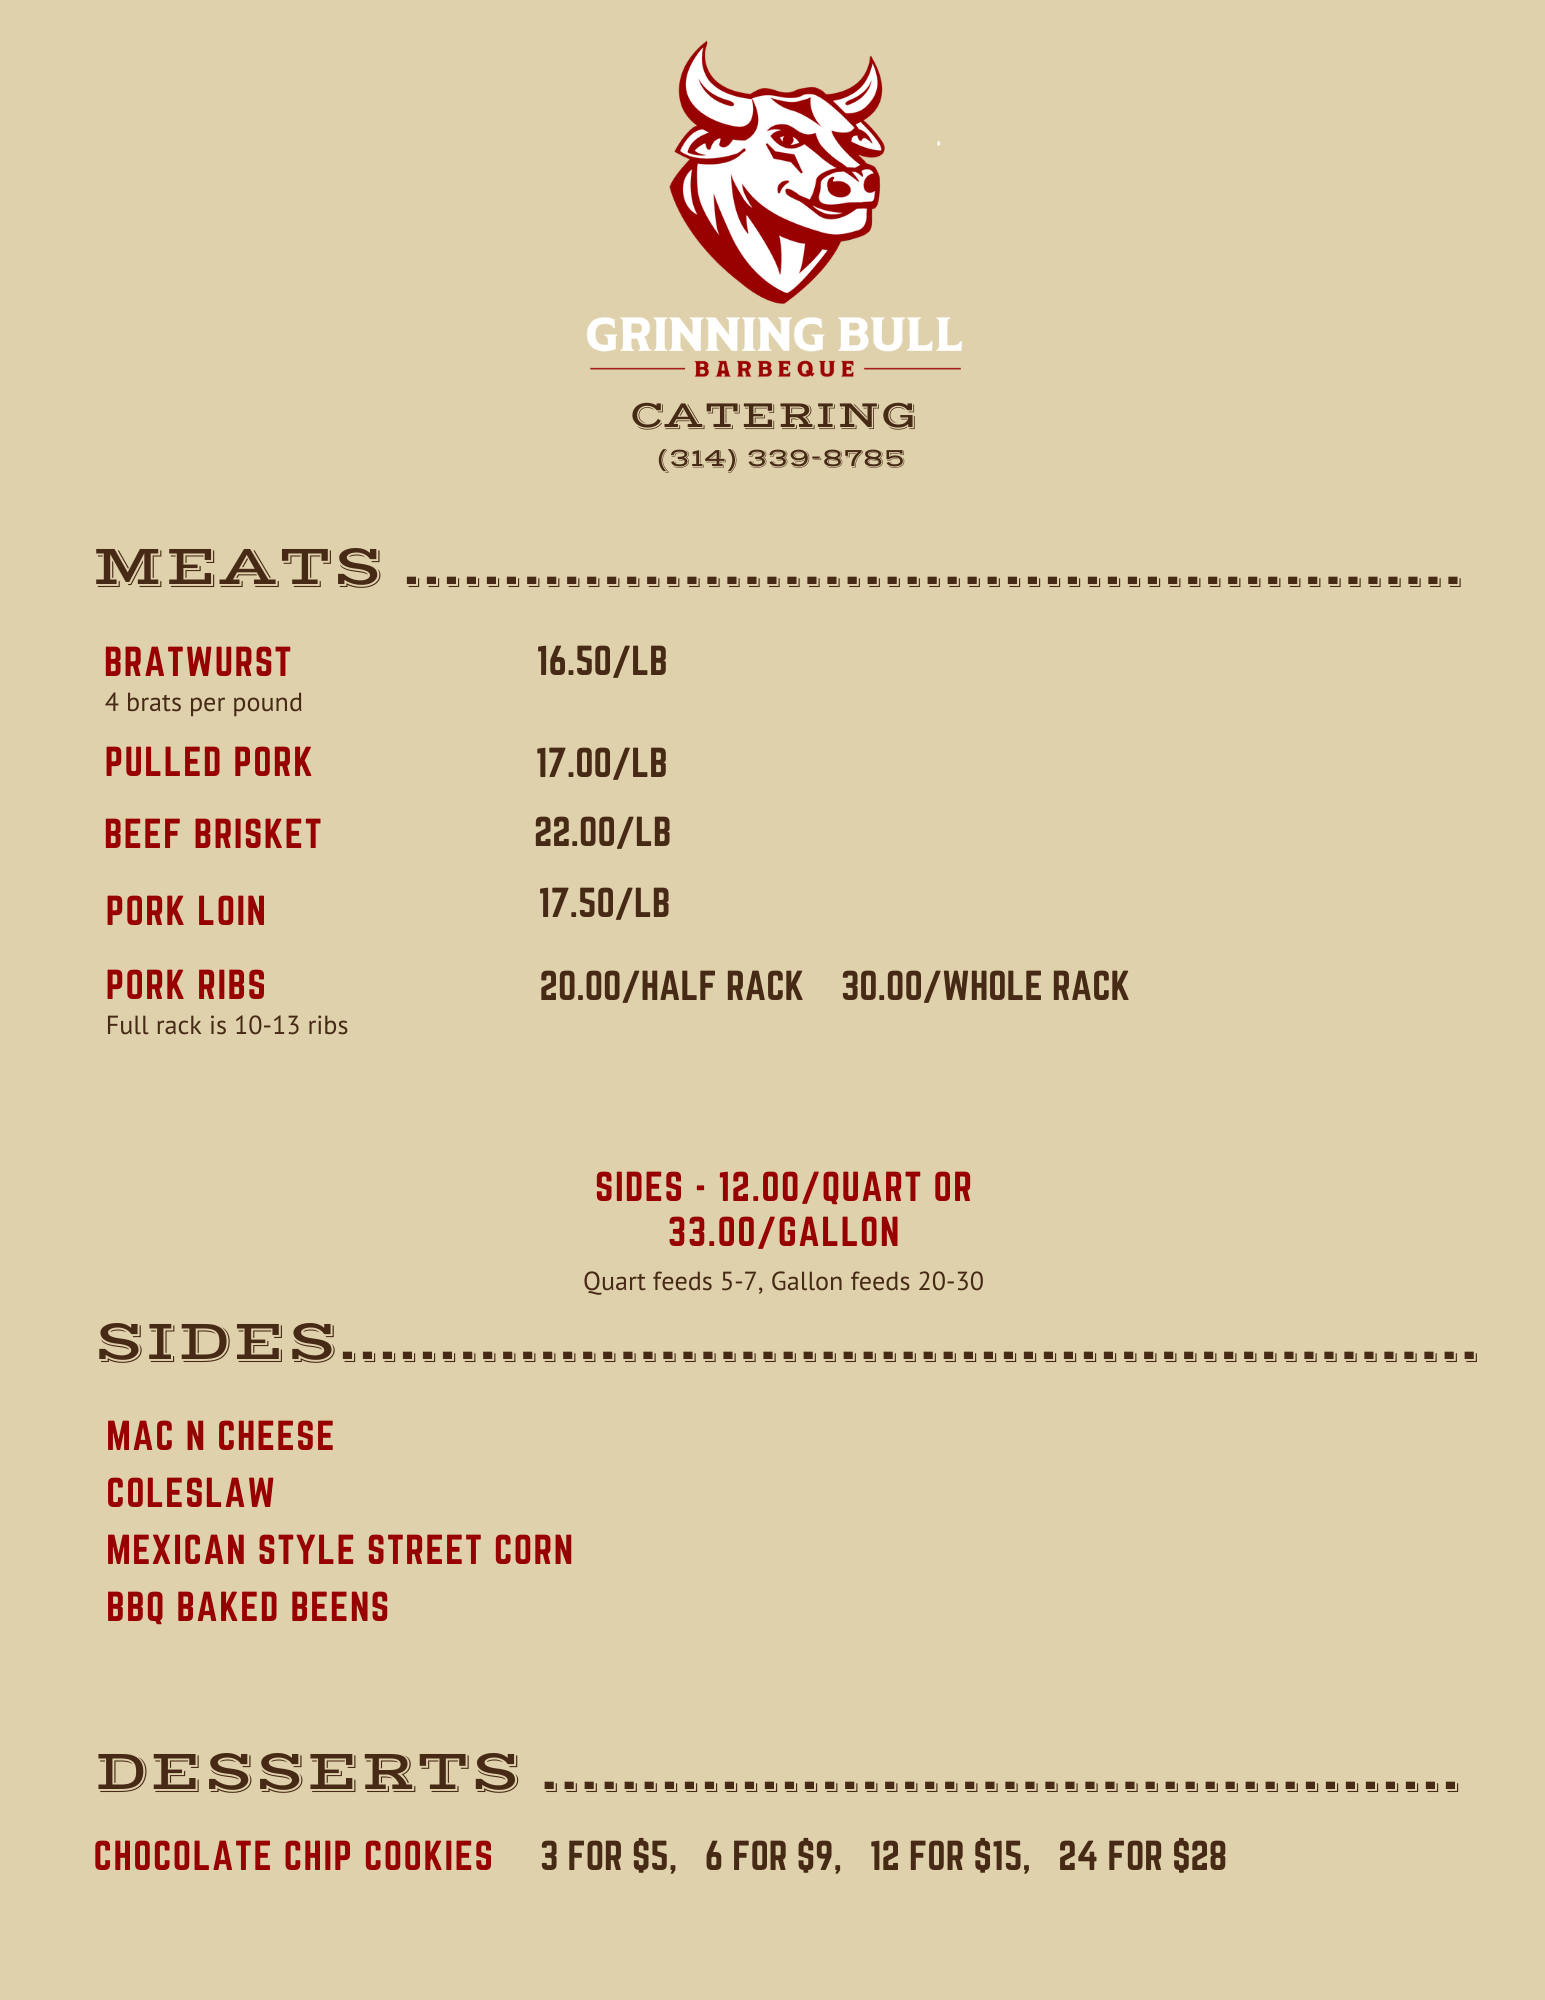 GRINNING BULL
BARBEQUE
CATERING
(314) 339-8785
MEATS .....................................................
BRATWURST 16.50/LB
4 brats per pound
PULLED PORK 17.00/LB
BEEF BRISKET 22.00/LB
PORK LOIN 17.50/LB
PORK RIBS 20.00/HALF RACK 30.00/WHOLE RACK
Full rack is 10-13 ribs
SIDES - 12.00/QUART OR
33.00/GALLON
Quart feeds 5-7, Gallon feeds 20-30
SIDES.........................................................
MAC N CHEESE
COLESLAW
MEXICAN STYLE STREET CORN
BBQ BAKED BEENS
DESSERTS ..............................................
CHOCOLATE CHIP COOKIES 3 FOR $5, 6 FOR $9, 12 FOR $15, 24 FOR $28